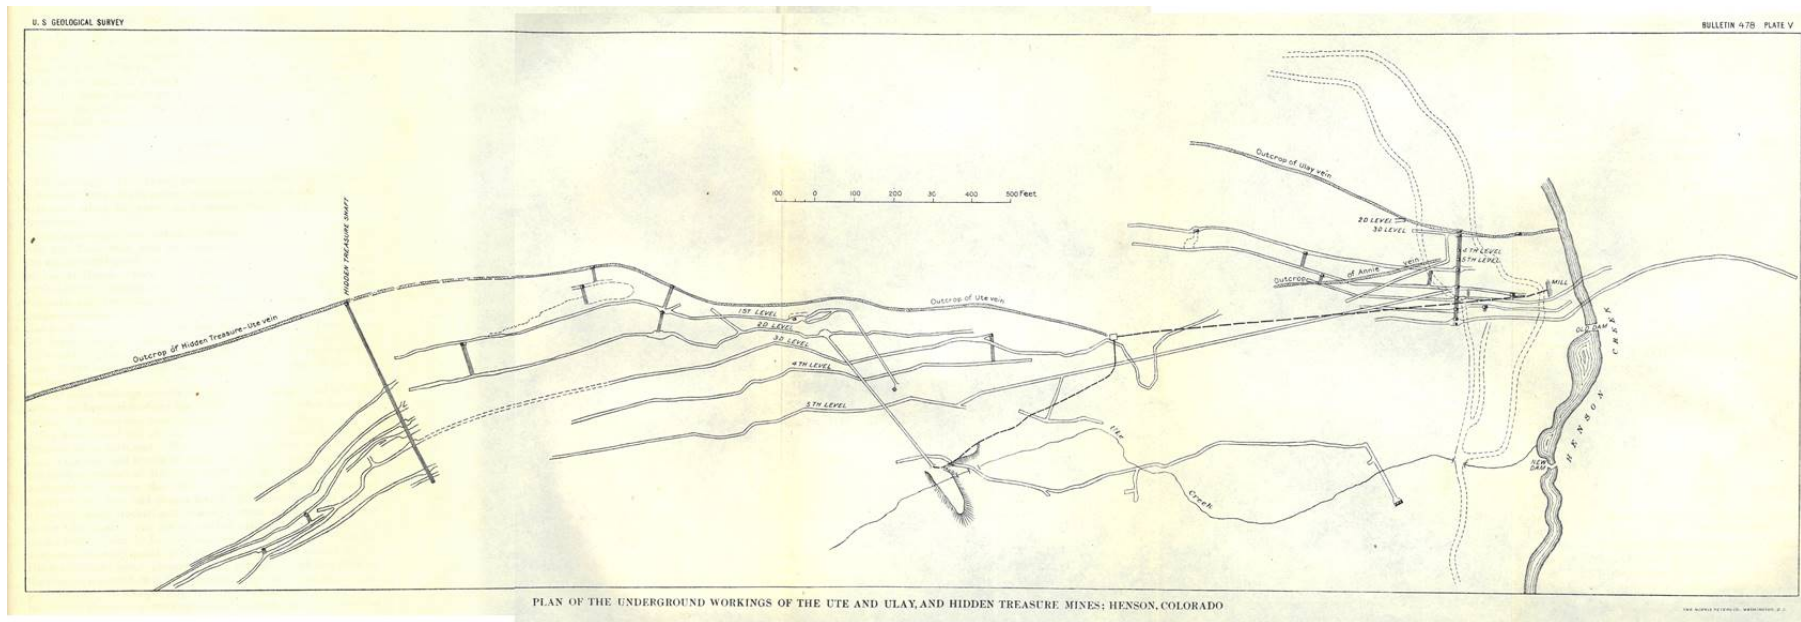 U. S GEOLOGICAL SURVEY
BULLETIN 478 PLATE V
Outcrop of Ulay vein
100 0 100 200 30 400 500 Feet
HIDDEN TREASURE SHAFT
2D LEVEL
3D LEVEL
4TH LEVEL
5TH LEVEL
Outcrop of Annie vein
MILL
Outcrop of Ute vein
1ST LEVEL
2D LEVEL
3D LEVEL
4TH LEVEL
5TH LEVEL
Outcrop of Hidden Treasure-Ute vein
OLD DAM
HENSON CREEK
NEW DAM
Creek
PLAN OF THE UNDERGROUND WORKINGS OF THE UTE AND ULAY, AND HIDDEN TREASURE MINES; HENSON, COLORADO